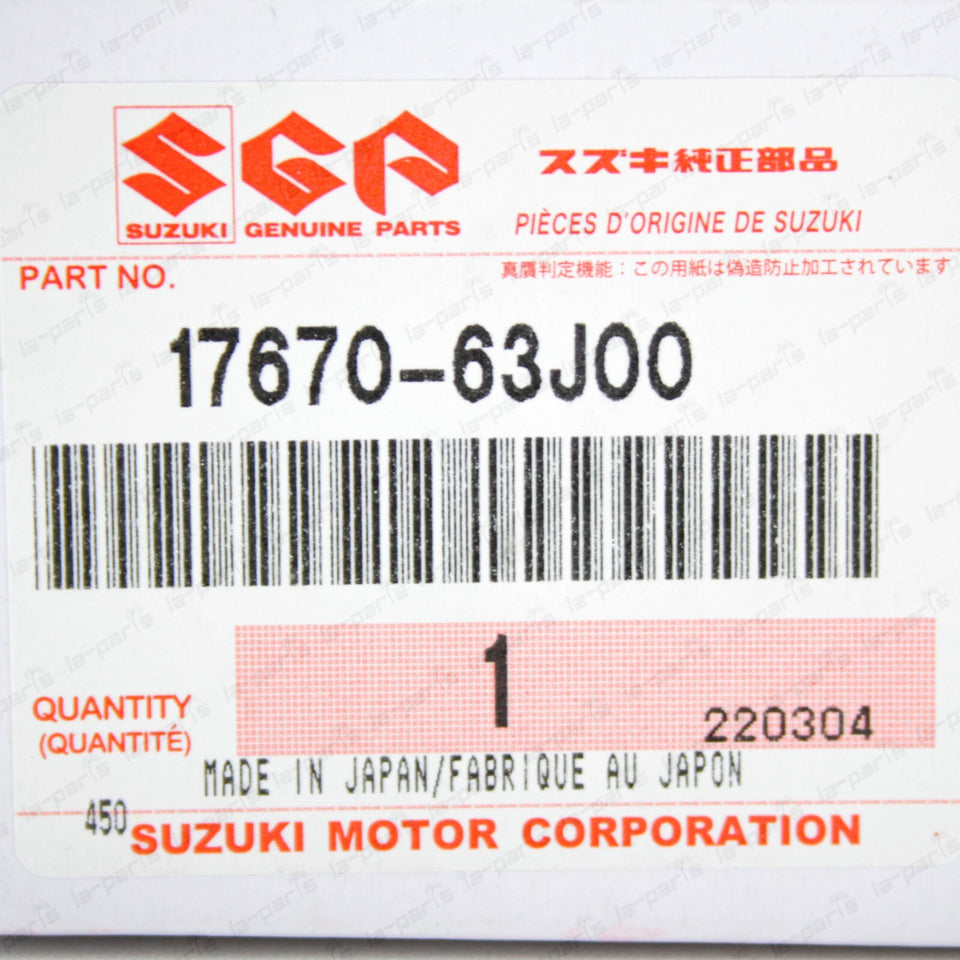 SGP
スズキ純正部品
SUZUKI GENUINE PARTS
PIÈCES D'ORIGINE DE SUZUKI
PART NO.
真贋判定機能：この用紙は偽造防止加工されています
17670-63J00
1
QUANTITY
(QUANTITÉ)
220304
MADE IN JAPAN/FABRIQUE AU JAPON
450
SUZUKI MOTOR CORPORATION
la-parts